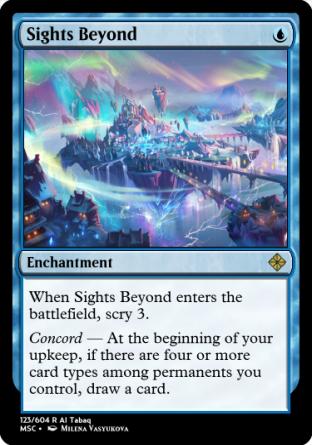 Sights Beyond
Enchantment
When Sights Beyond enters the
battlefield, scry 3.
Concord — At the beginning of your
upkeep, if there are four or more
card types among permanents you
control, draw a card.
123/604 R Al Tabaq
MSC • Milena Vasyukova